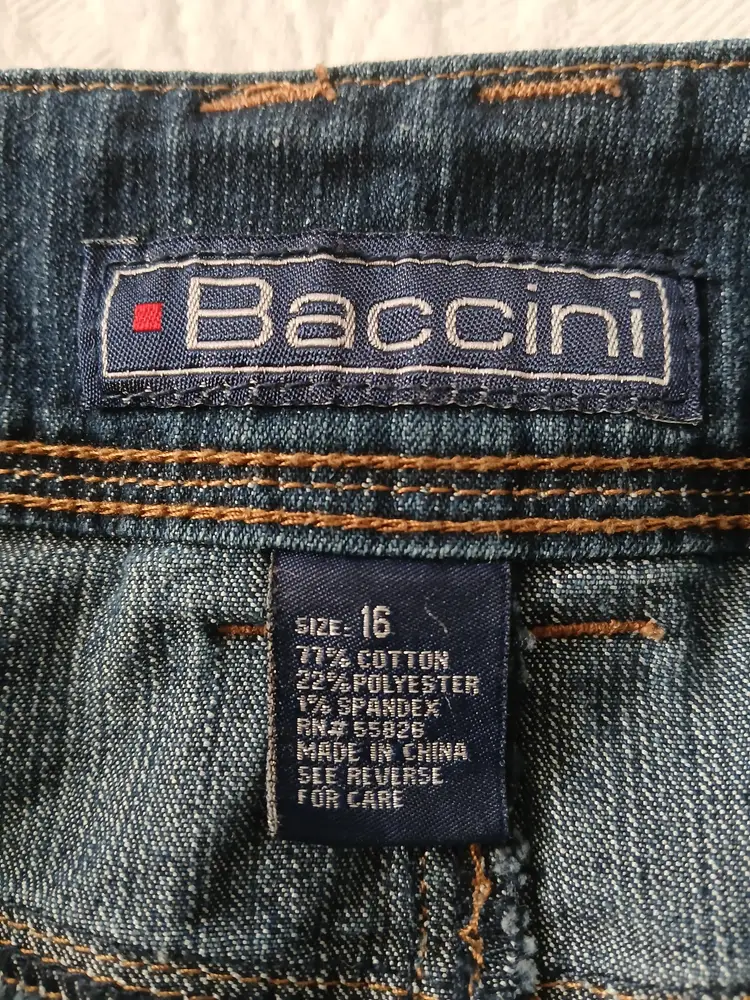 Baccini
SIZE: 16
77% COTTON
22% POLYESTER
1% SPANDEX
RN# 55826
MADE IN CHINA
SEE REVERSE
FOR CARE